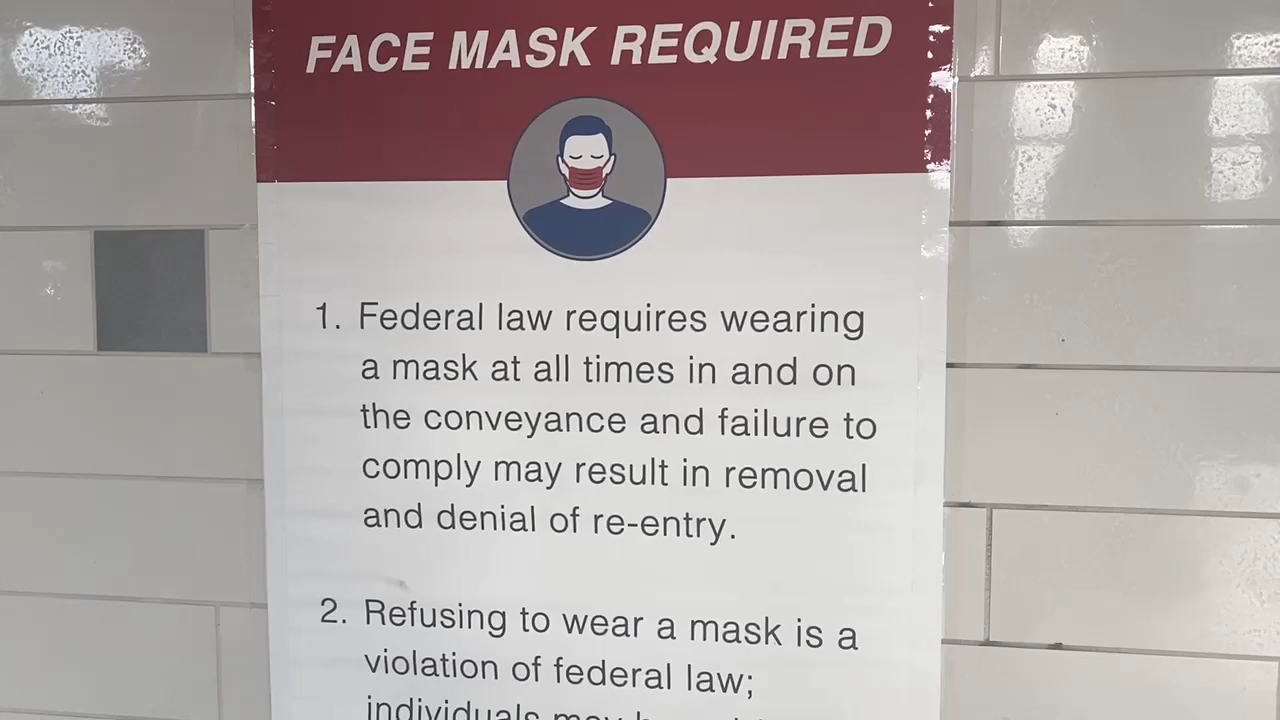 FACE MASK REQUIRED
1. Federal law requires wearing
a mask at all times in and on
the conveyance and failure to
comply may result in removal
and denial of re-entry.
2. Refusing to wear a mask is a
violation of federal law;
individuals may